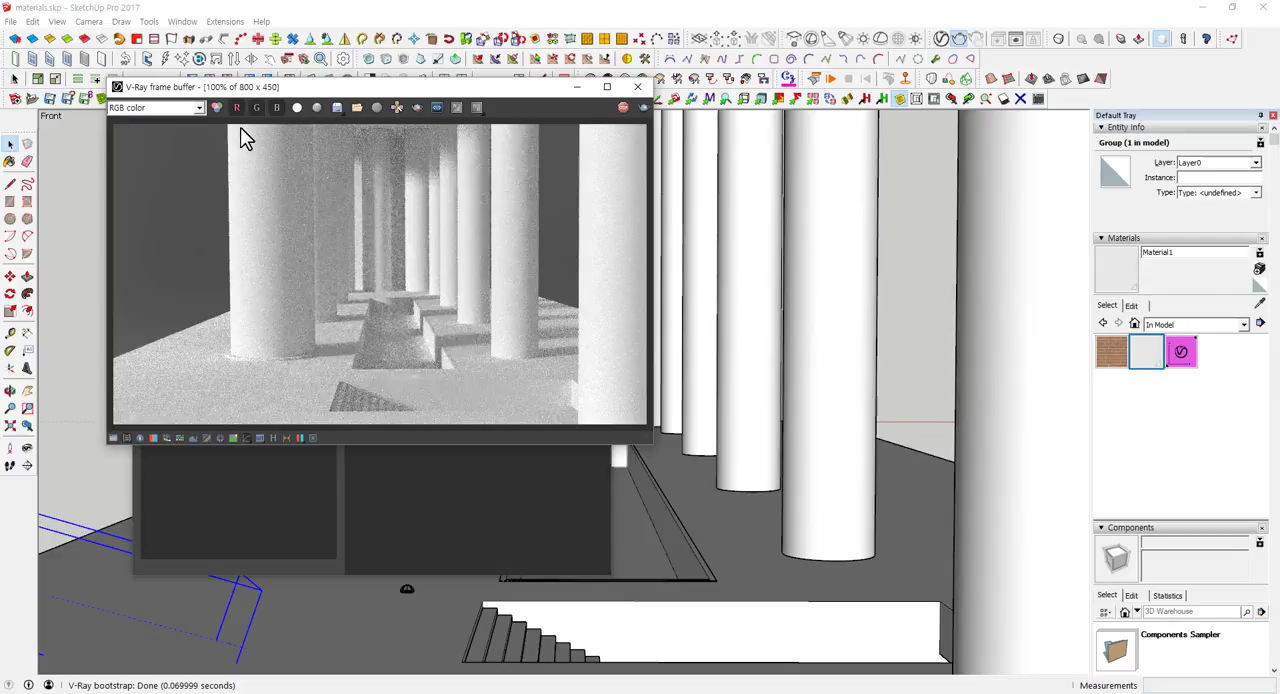 materials.skp - SketchUp Pro 2017
File Edit View Camera Draw Tools Window Extensions Help
V-Ray frame buffer - [100% of 800 x 450]
RGB color
R G B
Front
Default Tray
Entity Info
Group (1 in model)
Layer: Layer0
Instance:
Type: Type: <undefined>
Materials
Material1
Select Edit
In Model
Components
Select Edit Statistics
3D Warehouse
Components Sampler
V-Ray bootstrap: Done (0.069999 seconds)
Measurements